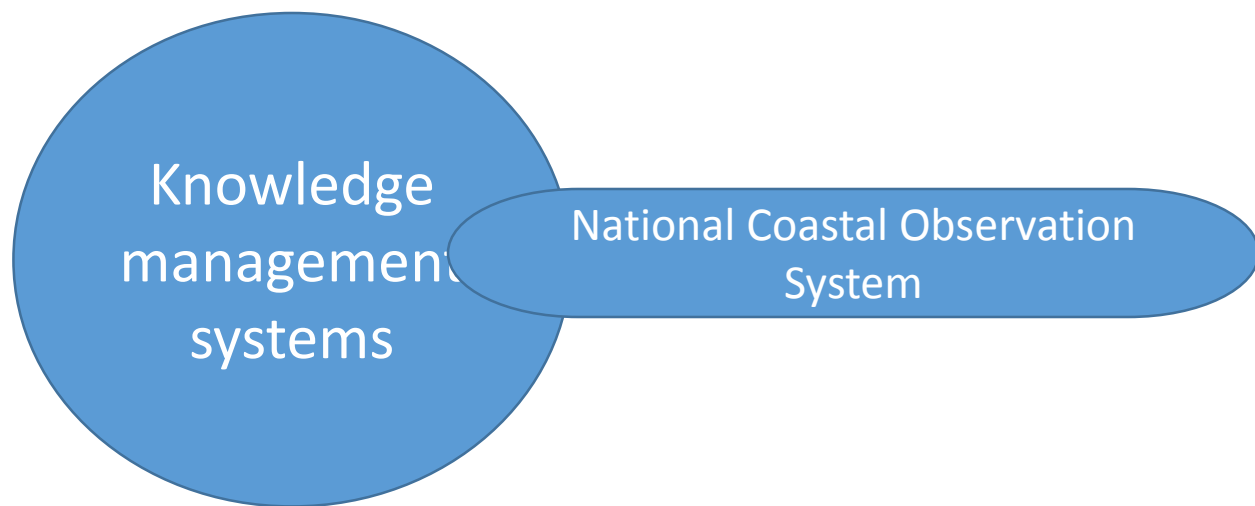 Knowledge
management
systems
National Coastal Observation
System